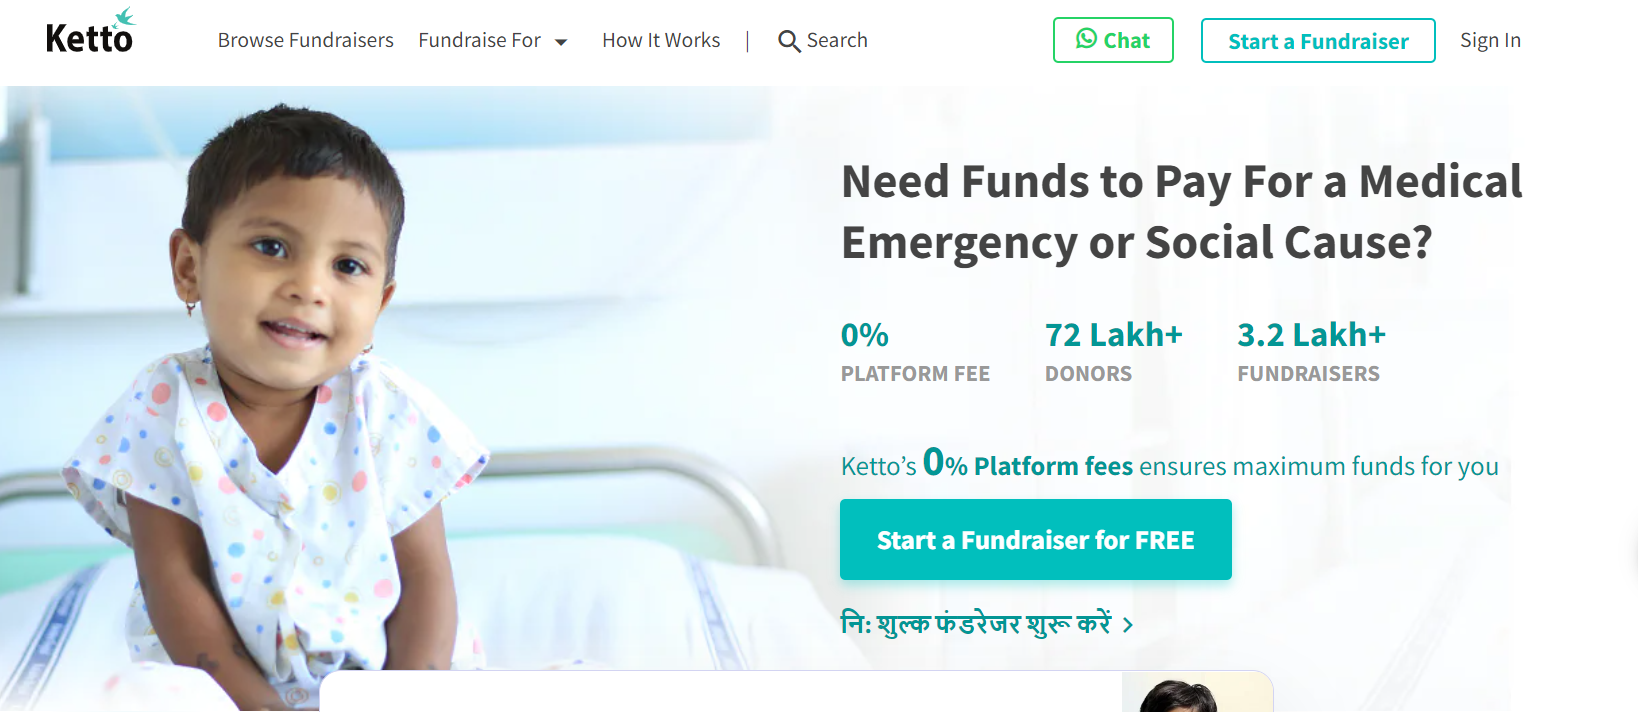 Ketto
Browse Fundraisers
Fundraise For
How It Works
|
Search
Chat
Start a Fundraiser
Sign In
Need Funds to Pay For a Medical
Emergency or Social Cause?
0%
PLATFORM FEE
72 Lakh+
DONORS
3.2 Lakh+
FUNDRAISERS
Ketto’s 0% Platform fees ensures maximum funds for you
Start a Fundraiser for FREE
नि: शुल्क फंडरेजर शुरू करें